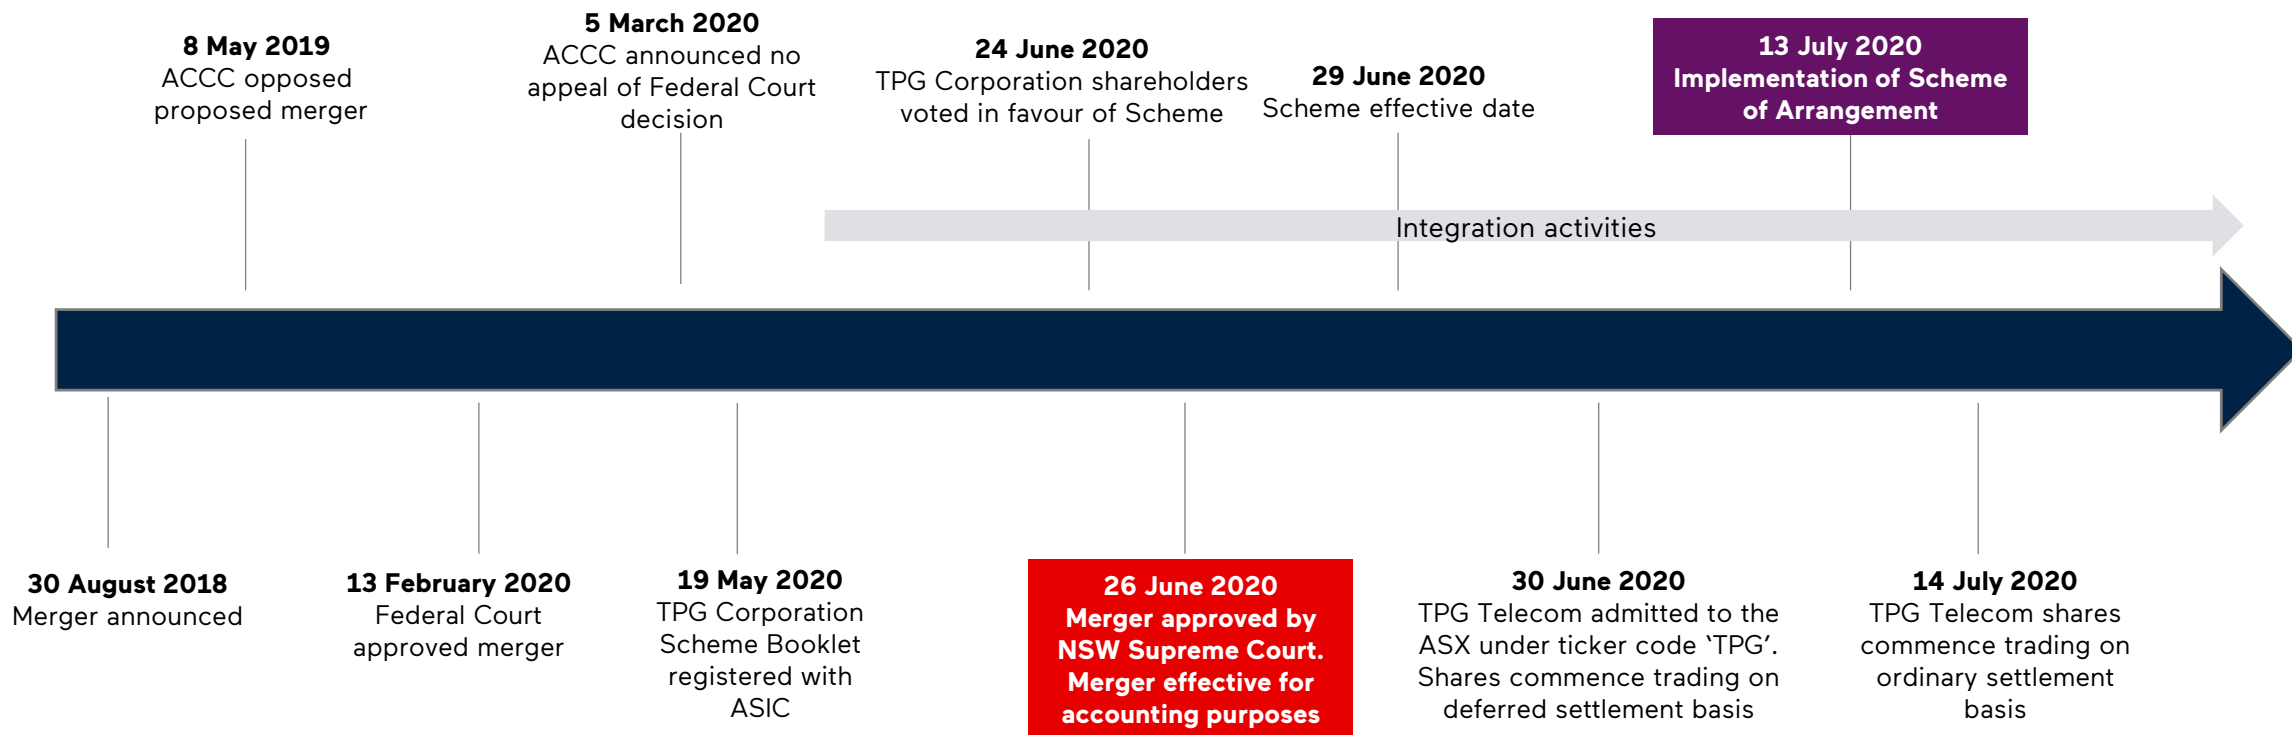 8 May 2019
ACCC opposed
proposed merger
5 March 2020
ACCC announced no
appeal of Federal Court
decision
24 June 2020
TPG Corporation shareholders
voted in favour of Scheme
29 June 2020
Scheme effective date
13 July 2020
Implementation of Scheme
of Arrangement
Integration activities
30 August 2018
Merger announced
13 February 2020
Federal Court
approved merger
19 May 2020
TPG Corporation
Scheme Booklet
registered with
ASIC
26 June 2020
Merger approved by
NSW Supreme Court.
Merger effective for
accounting purposes
30 June 2020
TPG Telecom admitted to the
ASX under ticker code ‘TPG’.
Shares commence trading on
deferred settlement basis
14 July 2020
TPG Telecom shares
commence trading on
ordinary settlement
basis